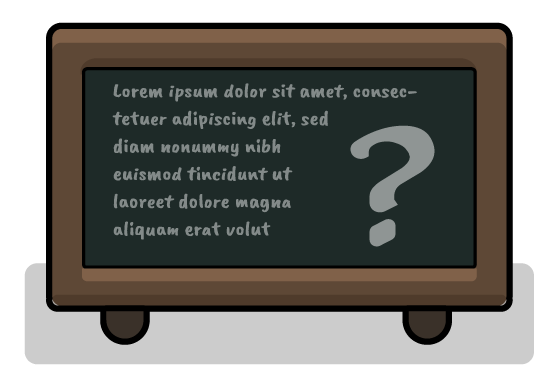 Lorem ipsum dolor sit amet, consec-
tetuer adipiscing elit, sed
diam nonummy nibh
euismod tincidunt ut
laoreet dolore magna
aliquam erat volut
?